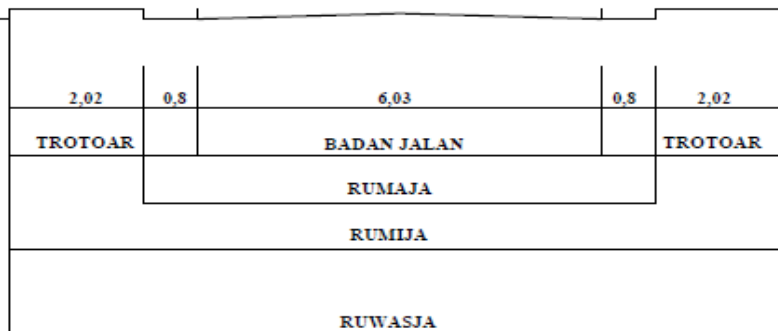 2,02 0,8 6,03 0,8 2,02
TROTOAR BADAN JALAN TROTOAR
RUMAJA
RUMIJA
RUWASJA